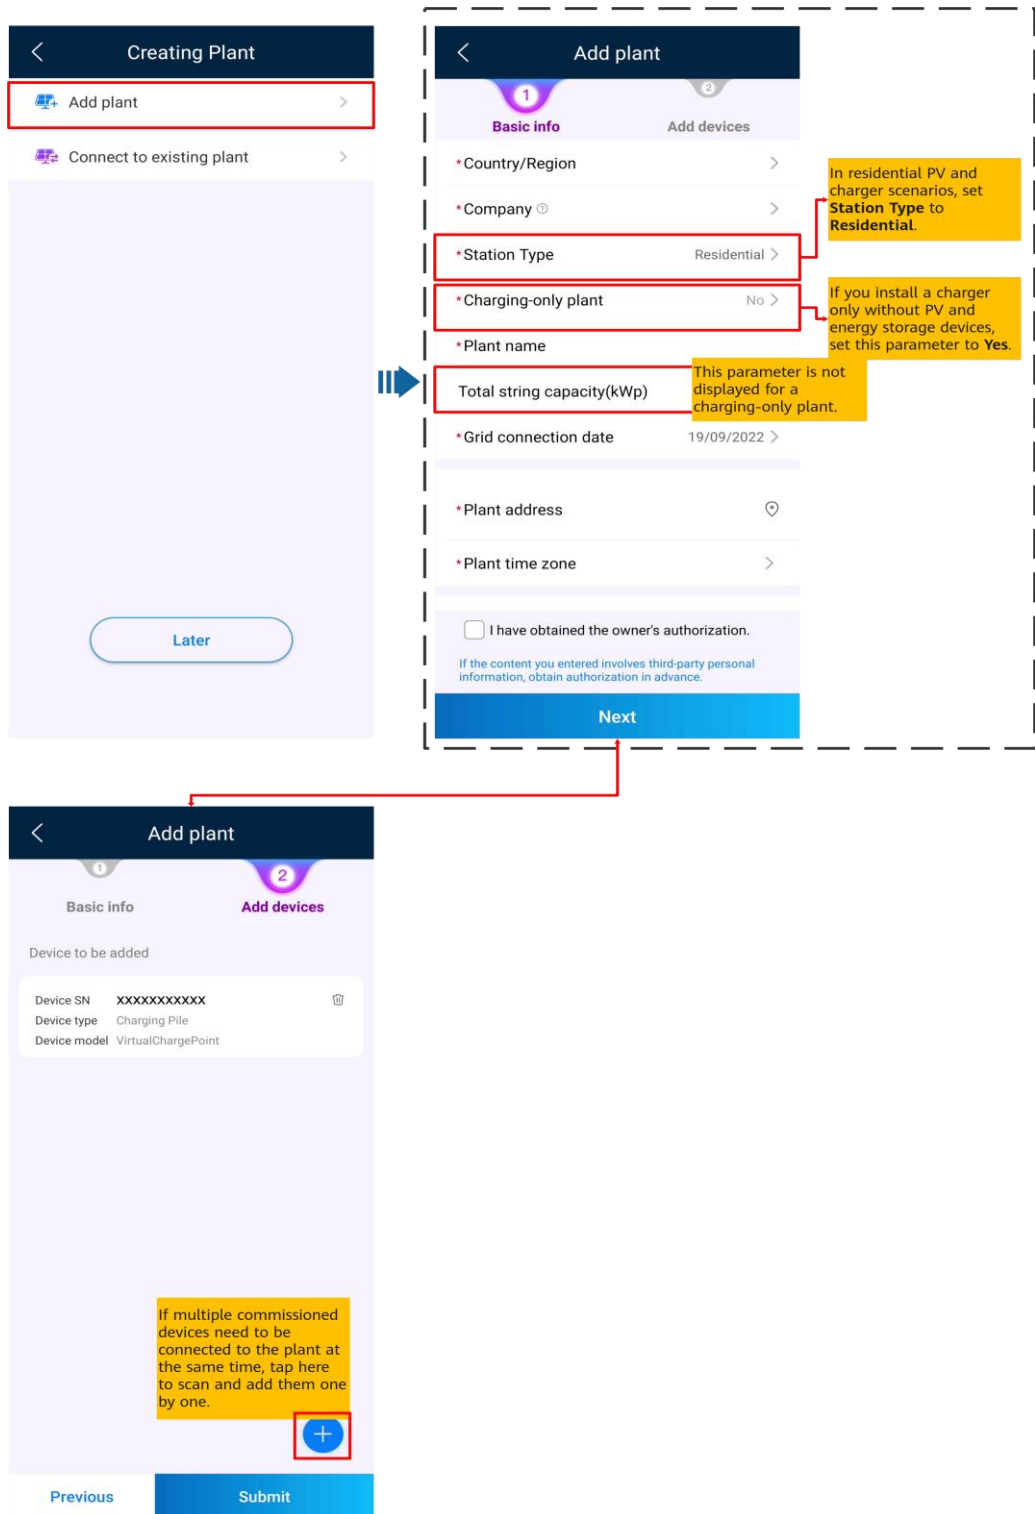 Creating Plant
Add plant
Connect to existing plant
Later
Add plant
1
2
Basic info
Add devices
*Country/Region
*Company ?
*Station Type
Residential
*Charging-only plant
No
*Plant name
Total string capacity(kWp)
*Grid connection date
19/09/2022
*Plant address
*Plant time zone
I have obtained the owner's authorization.
If the content you entered involves third-party personal
information, obtain authorization in advance.
Next
In residential PV and
charger scenarios, set
Station Type to
Residential.
If you install a charger
only without PV and
energy storage devices,
set this parameter to Yes.
This parameter is not
displayed for a
charging-only plant.
Add plant
1
2
Basic info
Add devices
Device to be added
Device SN XXXXXXXXXXX
Device type Charging Pile
Device model VirtualChargePoint
If multiple commissioned
devices need to be
connected to the plant at
the same time, tap here
to scan and add them one
by one.
Previous
Submit